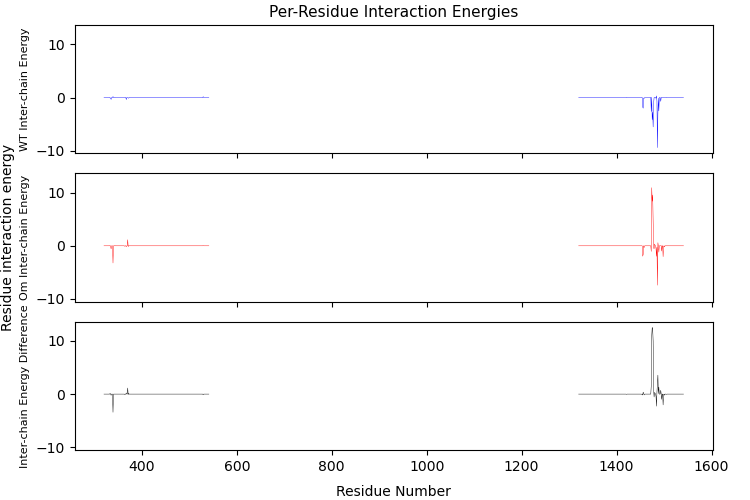 Per-Residue Interaction Energies
WT Inter-chain Energy
10
0
−10
Residue interaction energy
Om Inter-chain Energy
10
0
−10
Inter-chain Energy Difference
10
0
−10
400
600
800
1000
1200
1400
1600
Residue Number